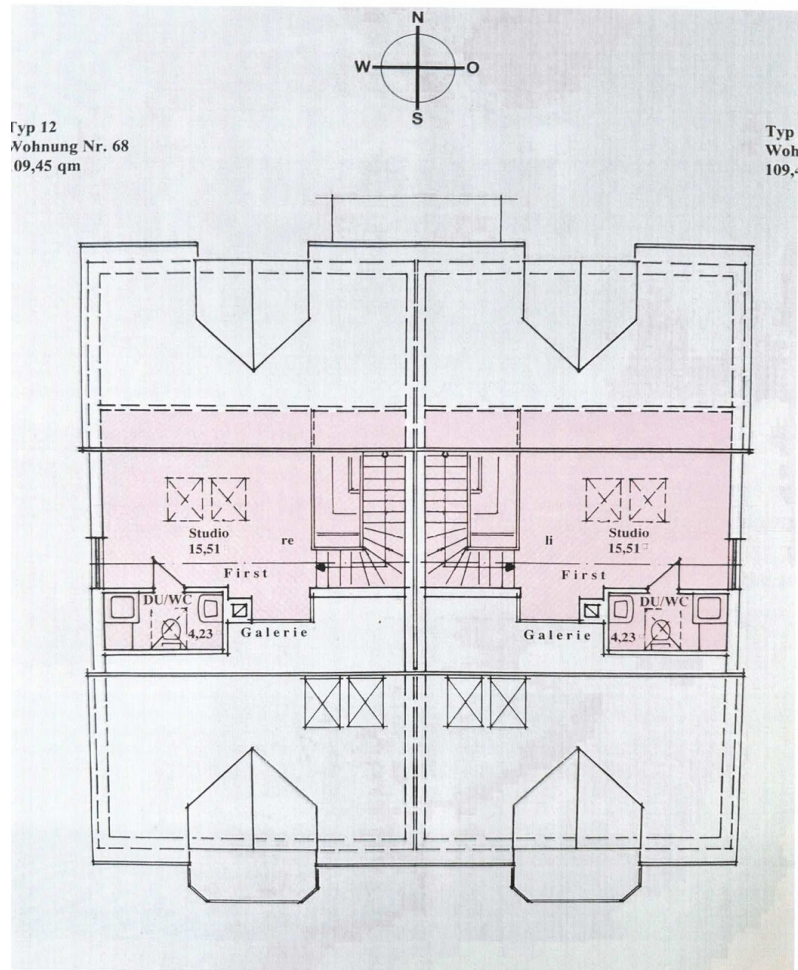 N
W O
S
Typ 12
Wohnung Nr. 68
109,45 qm
Typ
Woh
109,4
Studio
15,51
re
First
DU/WC
4,23
Galerie
li
Studio
15,51
First
DU/WC
4,23
Galerie